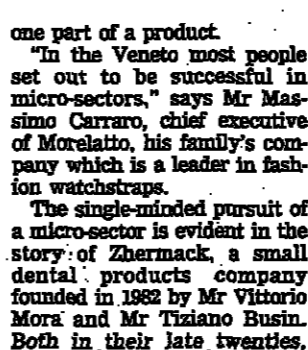 one part of a product.
"In the Veneto most people
set out to be successful in
micro-sectors," says Mr Mas-
simo Carraro, chief executive
of Morelatto, his family's com-
pany which is a leader in fash-
ion watchstraps.
The single-minded pursuit of
a micro-sector is evident in the
story of Zhermack, a small
dental products company
founded in 1982 by Mr Vittorio
Mora and Mr Tiziano Busin.
Both in their late twenties,